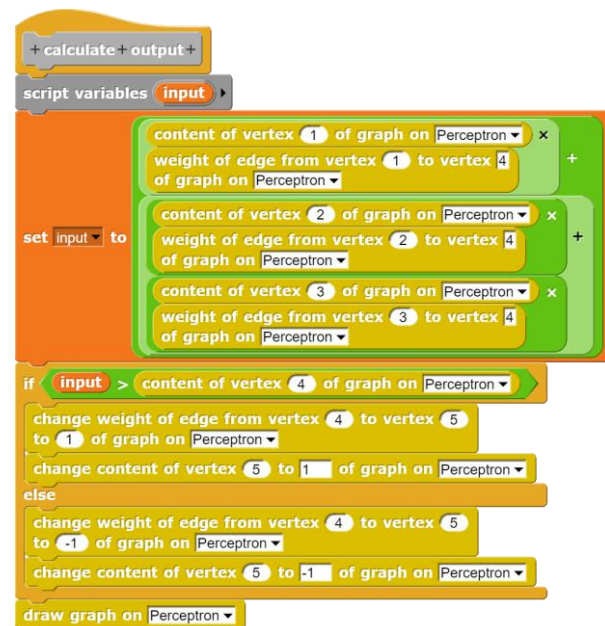 +calculate+output+
script variables input
content of vertex 1 of graph on Perceptron ×
weight of edge from vertex 1 to vertex 4
of graph on Perceptron
+
content of vertex 2 of graph on Perceptron ×
set input to
weight of edge from vertex 2 to vertex 4
of graph on Perceptron
+
content of vertex 3 of graph on Perceptron ×
weight of edge from vertex 3 to vertex 4
of graph on Perceptron
if input > content of vertex 4 of graph on Perceptron
change weight of edge from vertex 4 to vertex 5
to 1 of graph on Perceptron
change content of vertex 5 to 1 of graph on Perceptron
else
change weight of edge from vertex 4 to vertex 5
to -1 of graph on Perceptron
change content of vertex 5 to -1 of graph on Perceptron
draw graph on Perceptron